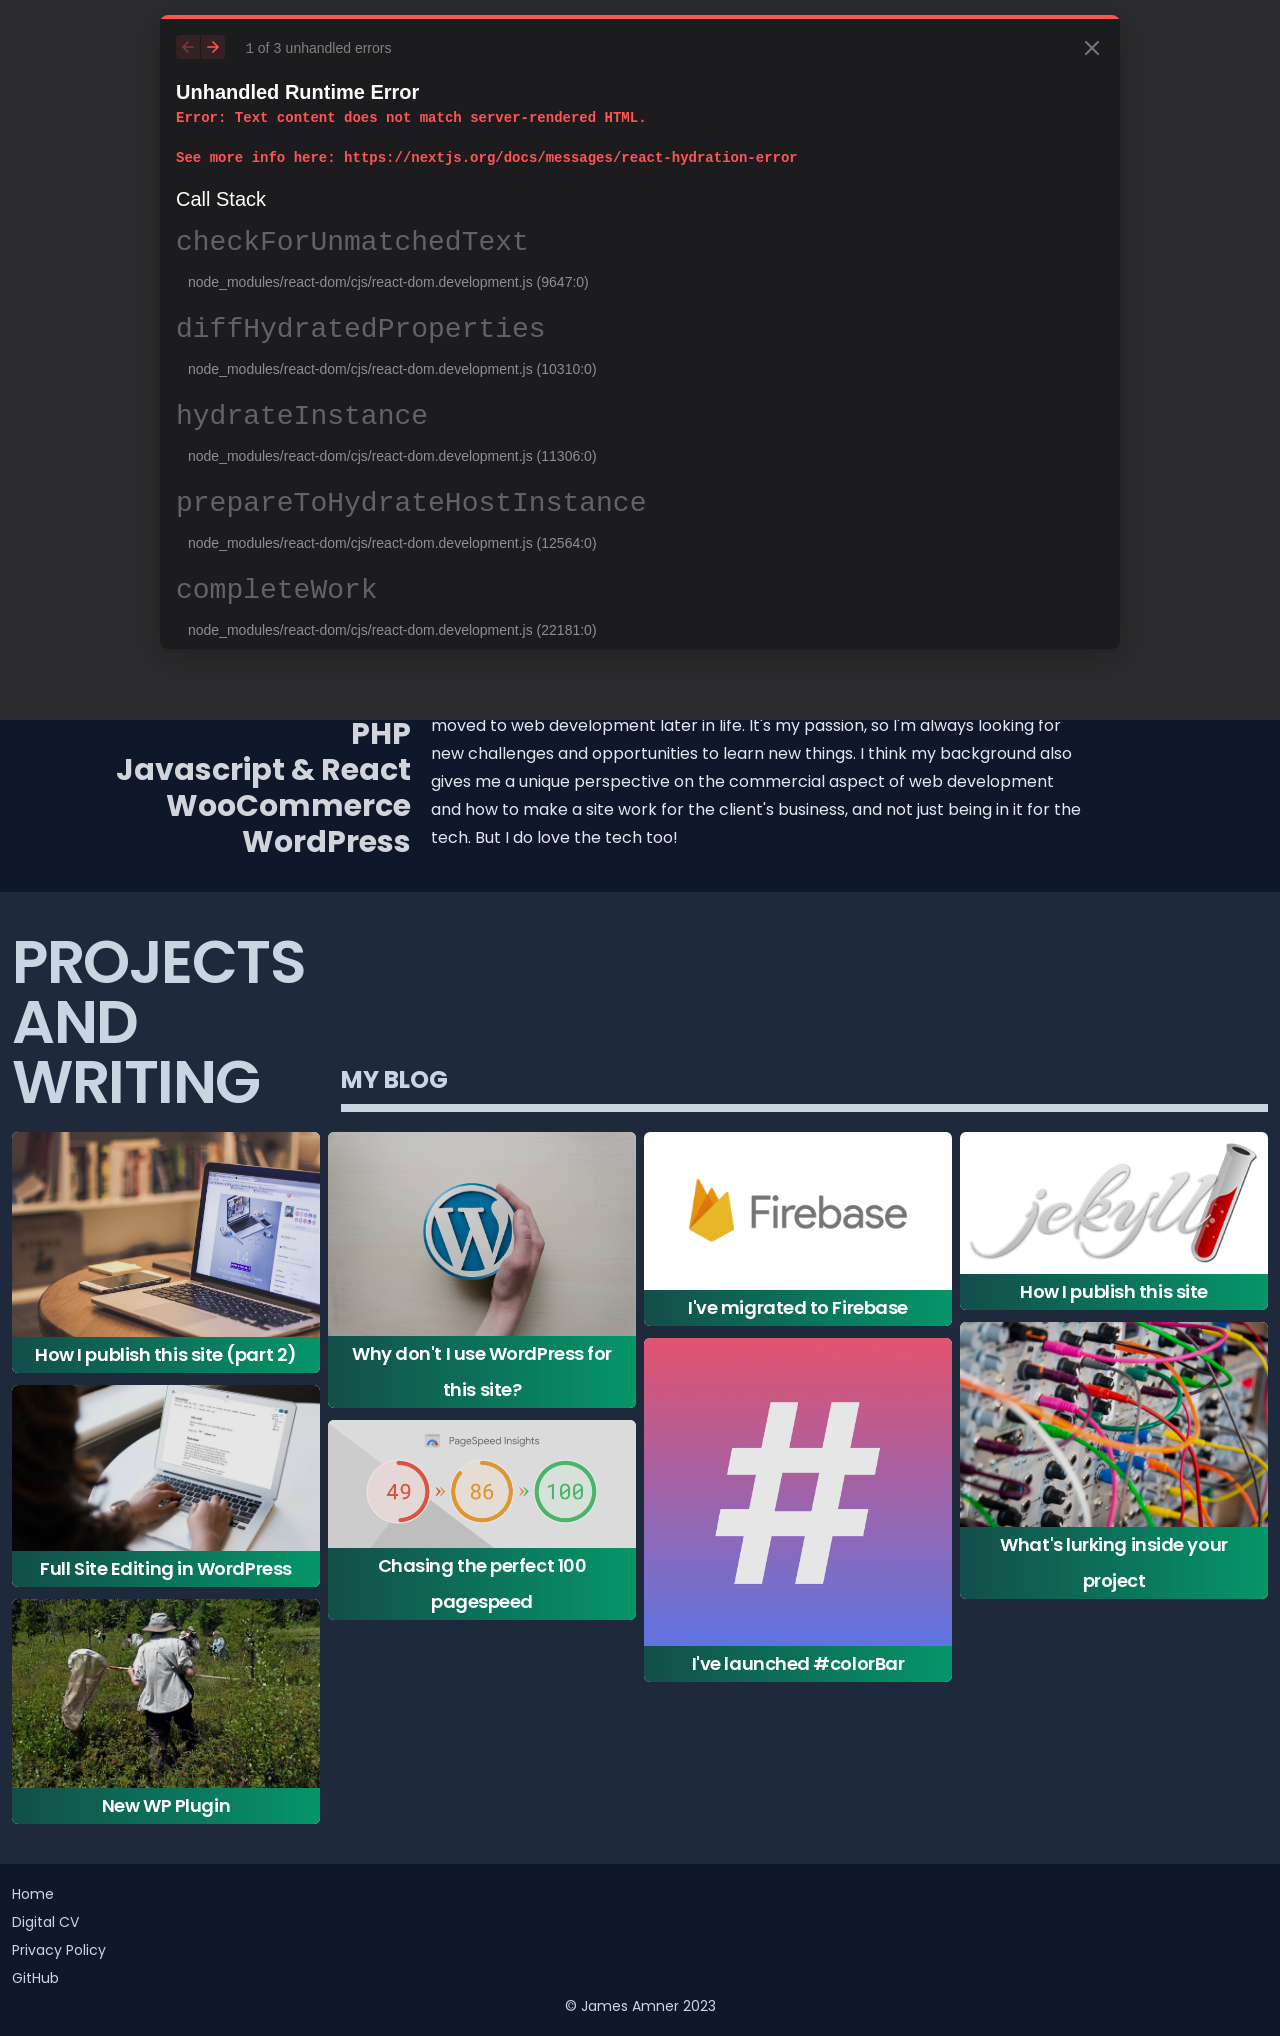 1 of 3 unhandled errors
Unhandled Runtime Error
Error: Text content does not match server-rendered HTML.
See more info here: https://nextjs.org/docs/messages/react-hydration-error
Call Stack
checkForUnmatchedText
node_modules/react-dom/cjs/react-dom.development.js (9647:0)
diffHydratedProperties
node_modules/react-dom/cjs/react-dom.development.js (10310:0)
hydrateInstance
node_modules/react-dom/cjs/react-dom.development.js (11306:0)
prepareToHydrateHostInstance
node_modules/react-dom/cjs/react-dom.development.js (12564:0)
completeWork
node_modules/react-dom/cjs/react-dom.development.js (22181:0)
PHP
Javascript & React
WooCommerce
WordPress
moved to web development later in life. It's my passion, so I'm always looking for
new challenges and opportunities to learn new things. I think my background also
gives me a unique perspective on the commercial aspect of web development
and how to make a site work for the client's business, and not just being in it for the
tech. But I do love the tech too!
PROJECTS
AND
WRITING
MY BLOG
How I publish this site (part 2)
Full Site Editing in WordPress
New WP Plugin
Why don't I use WordPress for
this site?
PageSpeed Insights
49 » 86 » 100
Chasing the perfect 100
pagespeed
Firebase
I've migrated to Firebase
#
I've launched #colorBar
jekyll
How I publish this site
What's lurking inside your
project
Home
Digital CV
Privacy Policy
GitHub
© James Amner 2023